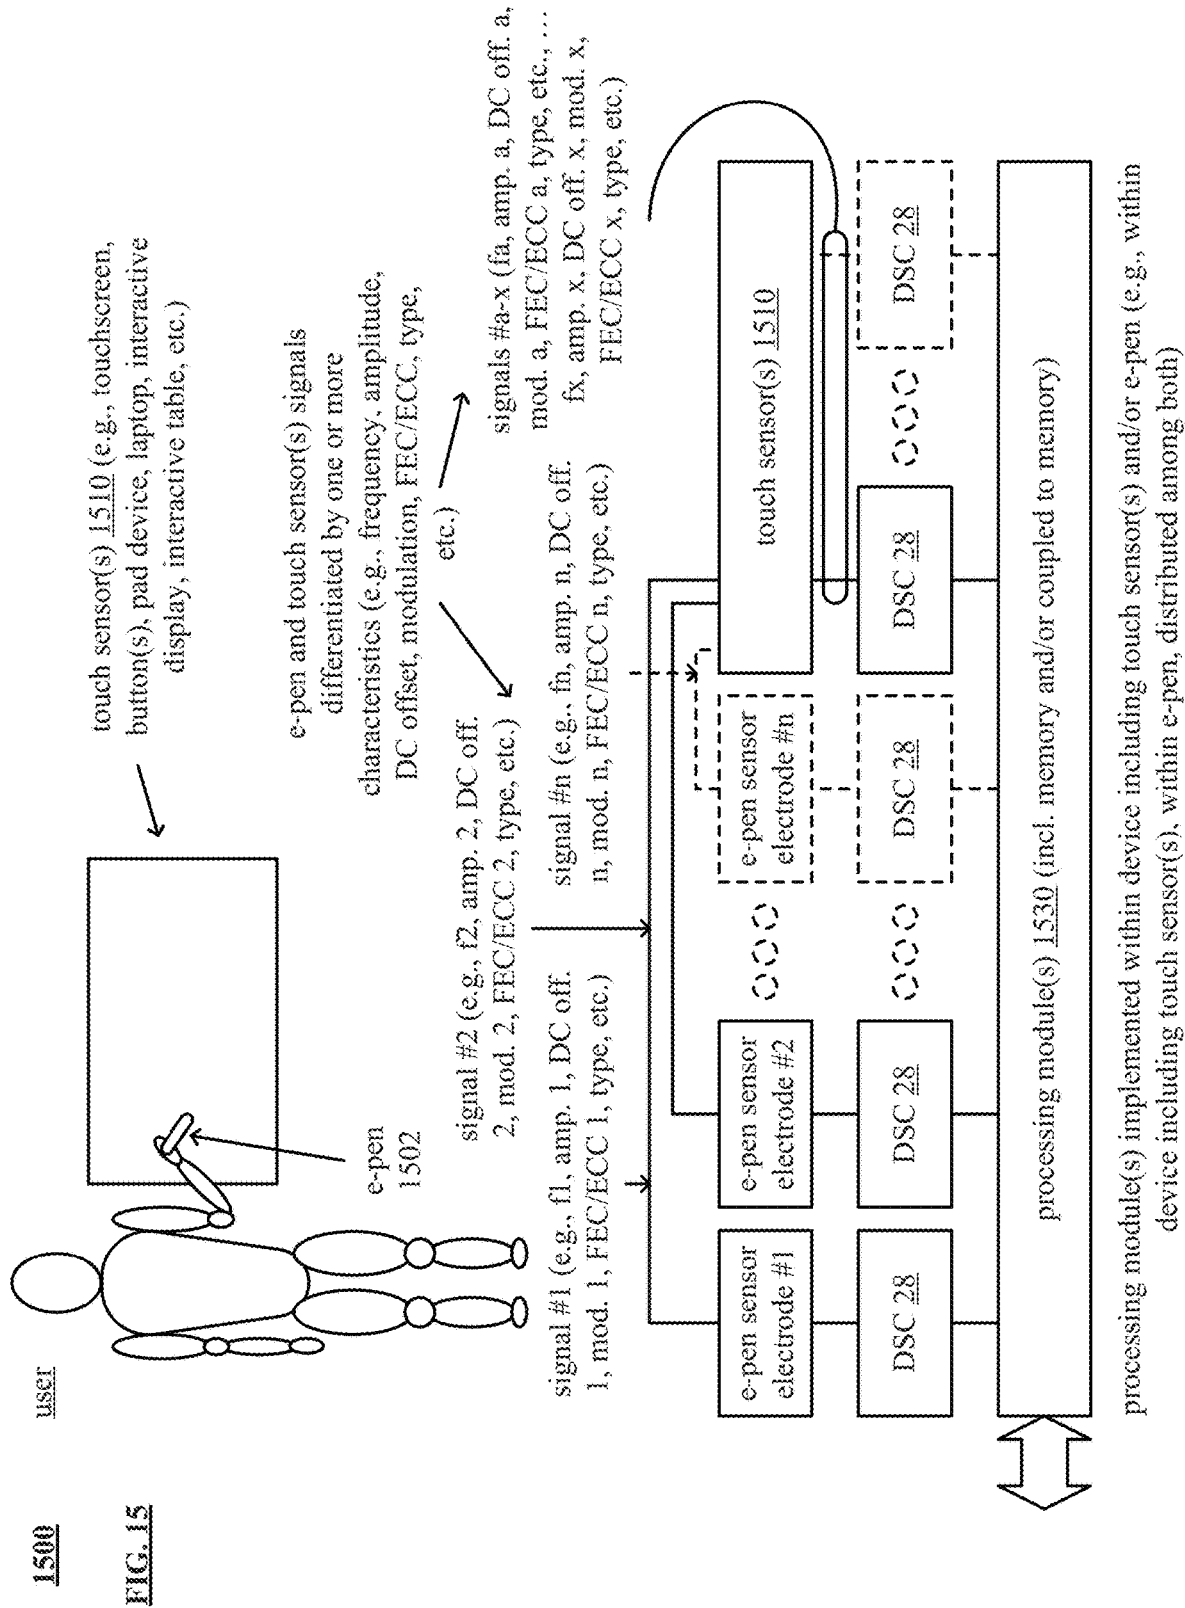 1500
FIG. 15
user
touch sensor(s) 1510 (e.g., touchscreen,
button(s), pad device, laptop, interactive
display, interactive table, etc.)
e-pen
1502
e-pen and touch sensor(s) signals
differentiated by one or more
characteristics (e.g., frequency, amplitude,
DC offset, modulation, FEC/ECC, type,
etc.)
signal #1 (e.g., f1, amp. 1, DC off.
1, mod. 1, FEC/ECC 1, type, etc.)
signal #2 (e.g., f2, amp. 2, DC off.
2, mod. 2, FEC/ECC 2, type, etc.)
signal #n (e.g., fn, amp. n, DC off.
n, mod. n, FEC/ECC n, type, etc.)
signals #a-x (fa, amp. a, DC off. a,
mod. a, FEC/ECC a, type, etc., …
fx, amp. x, DC off. x, mod. x,
FEC/ECC x, type, etc.)
e-pen sensor
electrode #1
e-pen sensor
electrode #2
e-pen sensor
electrode #n
touch sensor(s) 1510
DSC 28
DSC 28
DSC 28
DSC 28
DSC 28
processing module(s) 1530 (incl. memory and/or coupled to memory)
processing module(s) implemented within device including touch sensor(s) and/or e-pen (e.g., within
device including touch sensor(s), within e-pen, distributed among both)